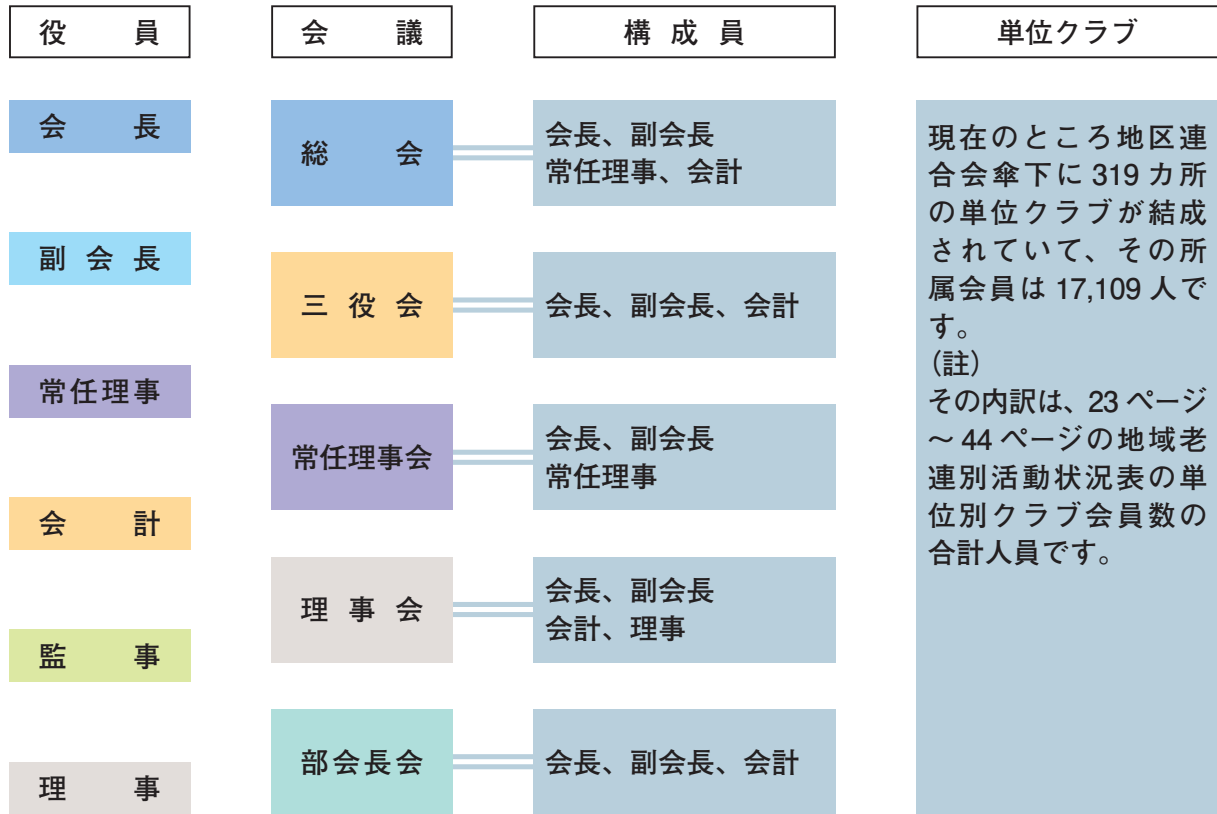 役員
会議
構成員
単位クラブ
会長
副会長
常任理事
会計
監事
理事
総会
会長、副会長
常任理事、会計
三役会
会長、副会長、会計
常任理事会
会長、副会長
常任理事
理事会
会長、副会長
会計、理事
部会長会
会長、副会長、会計
現在のところ地区連
合会傘下に 319 カ所
の単位クラブが結成
されていて、その所
属会員は 17,109 人で
す。
（註）
その内訳は、23 ページ
～ 44 ページの地域老
連別活動状況表の単
位別クラブ会員数の
合計人員です。